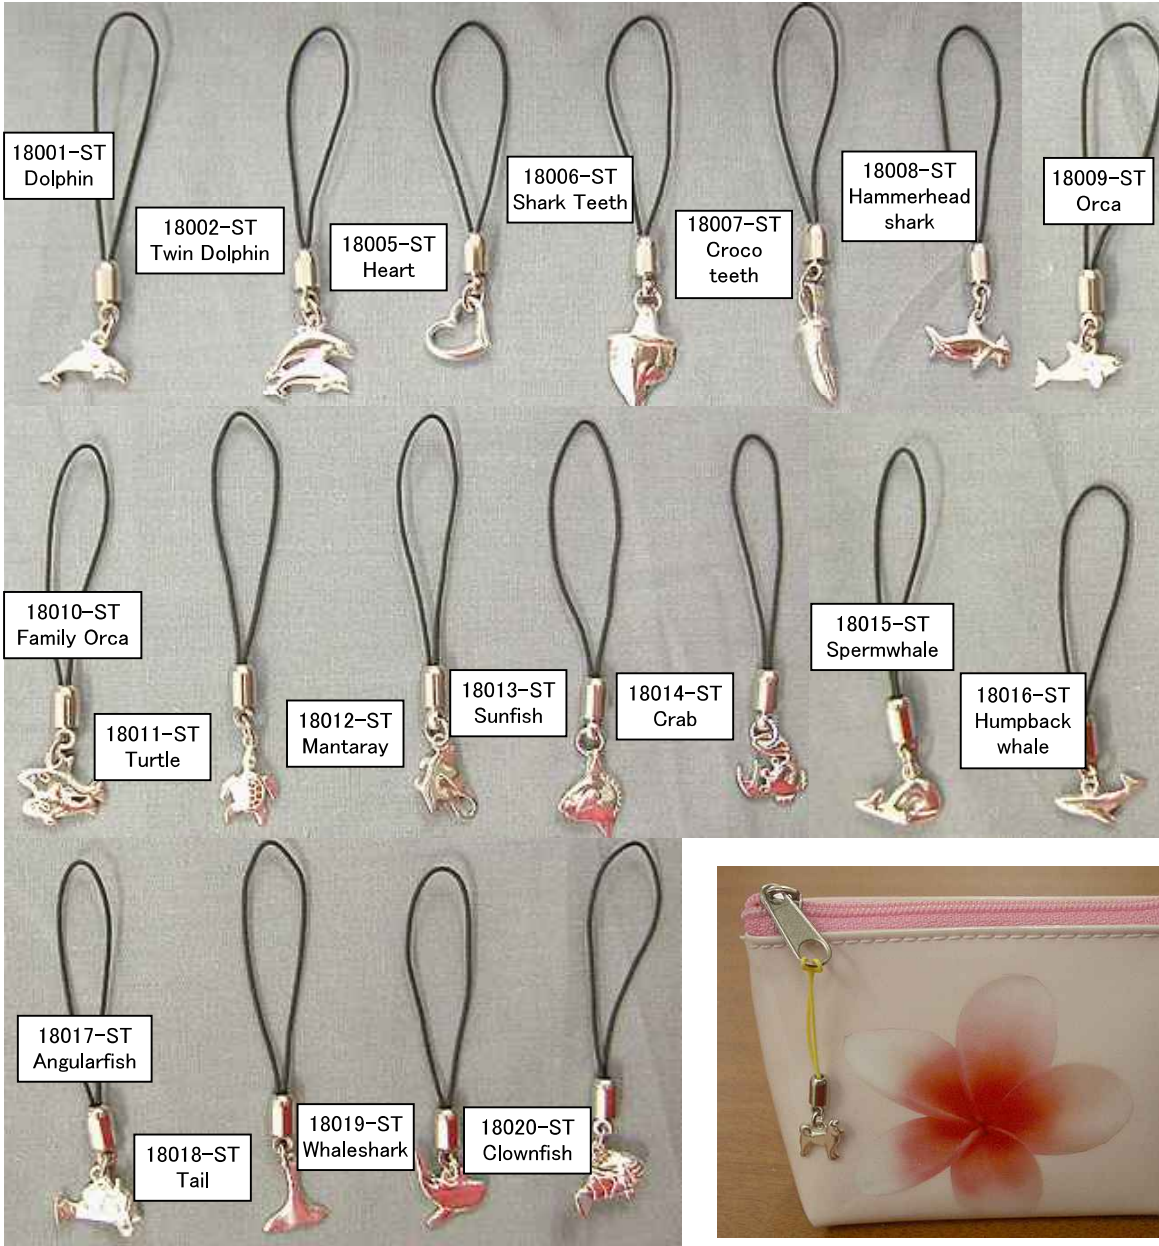 18001-ST
Dolphin
18002-ST
Twin Dolphin
18005-ST
Heart
18006-ST
Shark Teeth
18007-ST
Croco
teeth
18008-ST
Hammerhead
shark
18009-ST
Orca
18010-ST
Family Orca
18011-ST
Turtle
18012-ST
Mantaray
18013-ST
Sunfish
18014-ST
Crab
18015-ST
Spermwhale
18016-ST
Humpback
whale
18017-ST
Angularfish
18018-ST
Tail
18019-ST
Whaleshark
18020-ST
Clownfish